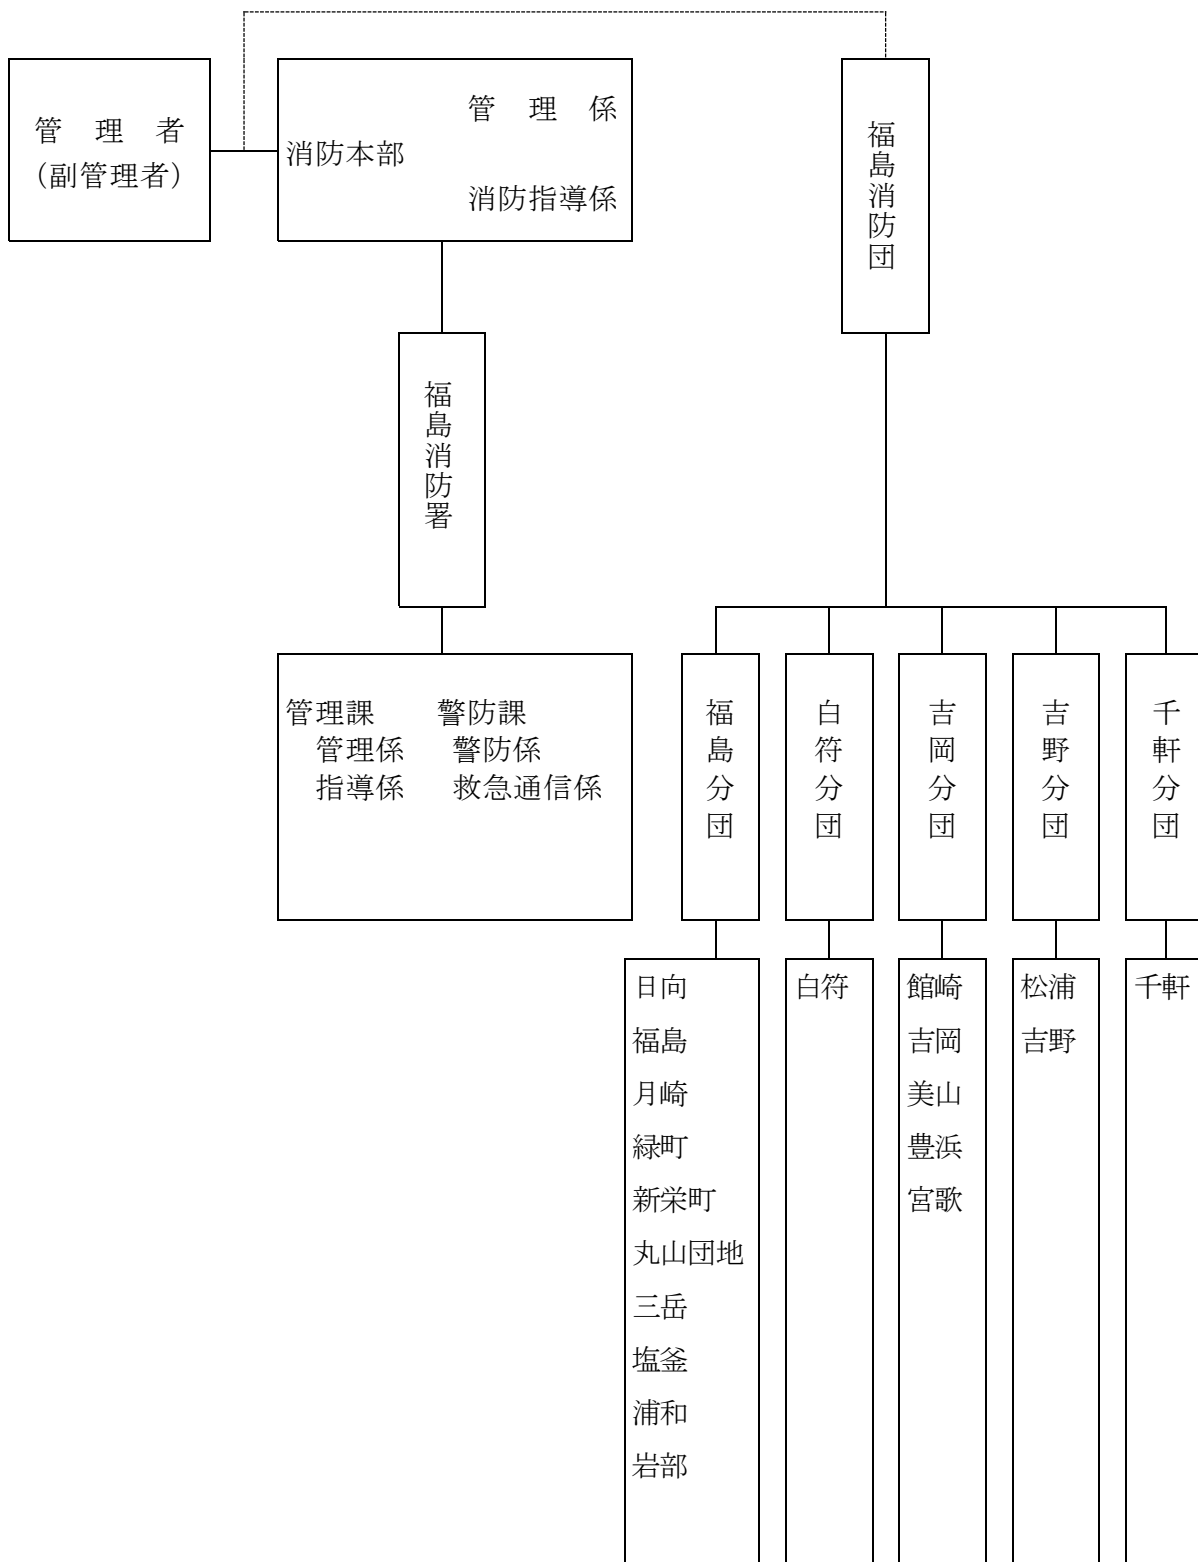 管　理　者
(副管理者)
管　理　係
消防本部
消防指導係
福島消防団
福島消防署
管理課　　警防課
管理係　警防係
指導係　救急通信係
福島分団
白符分団
吉岡分団
吉野分団
千軒分団
日向
福島
月崎
緑町
新栄町
丸山団地
三岳
塩釜
浦和
岩部
白符
館崎
吉岡
美山
豊浜
宮歌
松浦
吉野
千軒